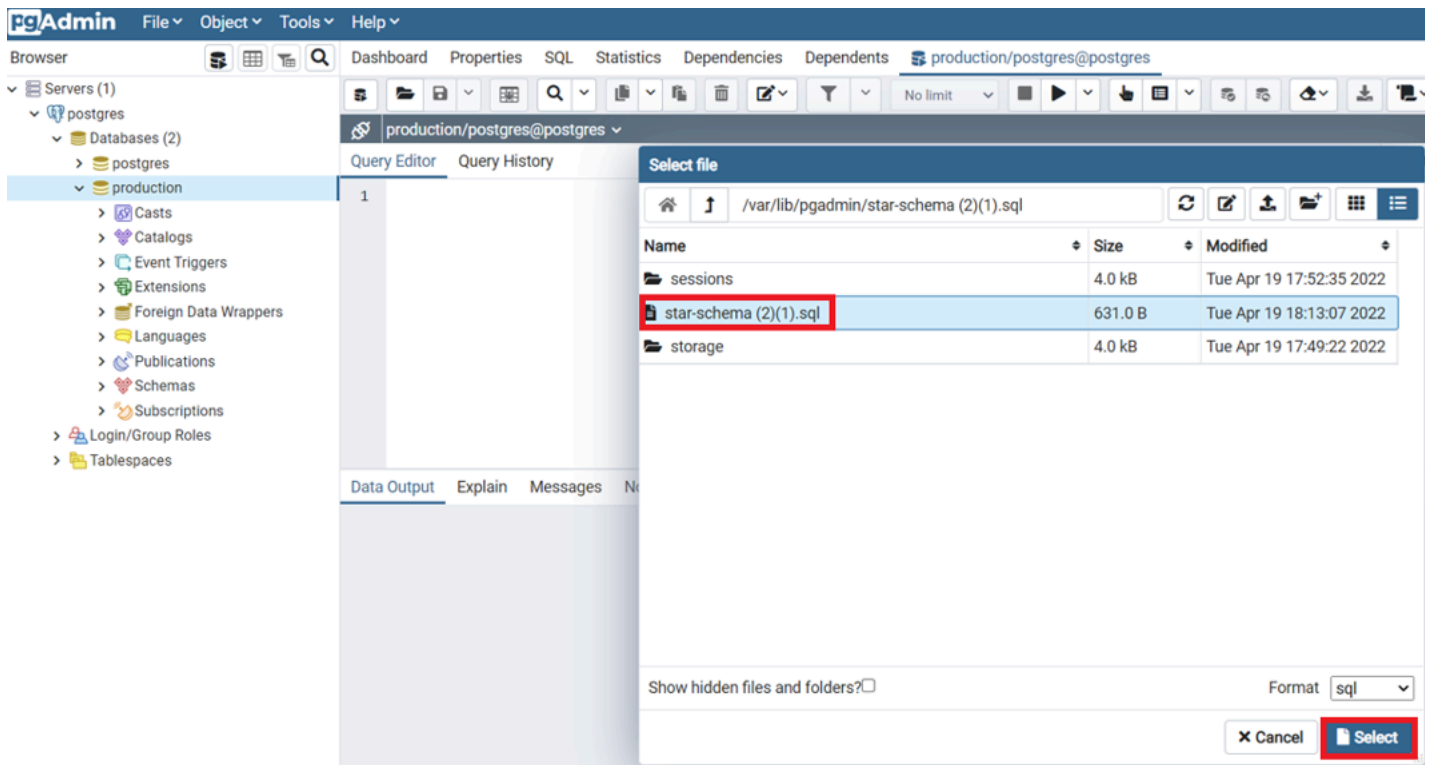 pgAdmin File Object Tools Help
Browser
Dashboard Properties SQL Statistics Dependencies Dependents production/postgres@postgres
Servers (1)
postgres
Databases (2)
postgres
production
Casts
Catalogs
Event Triggers
Extensions
Foreign Data Wrappers
Languages
Publications
Schemas
Subscriptions
Login/Group Roles
Tablespaces
No limit
production/postgres@postgres
Query Editor Query History
1
Data Output Explain Messages
Select file
/var/lib/pgadmin/star-schema (2)(1).sql
Name Size Modified
sessions 4.0 kB Tue Apr 19 17:52:35 2022
star-schema (2)(1).sql 631.0 B Tue Apr 19 18:13:07 2022
storage 4.0 kB Tue Apr 19 17:49:22 2022
Show hidden files and folders? Format sql
Cancel Select